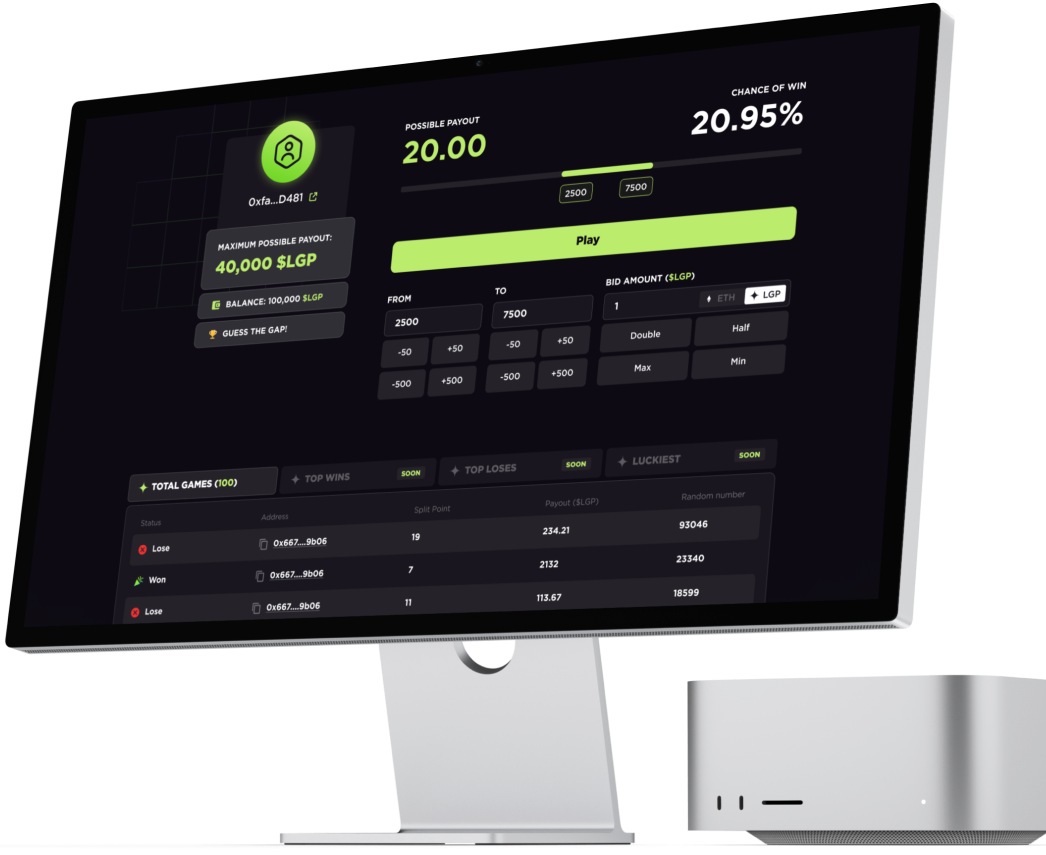 POSSIBLE PAYOUT
20.00
CHANCE OF WIN
20.95%
2500
7500
Play
0xfa...D481
MAXIMUM POSSIBLE PAYOUT:
40,000 $LGP
BALANCE: 100,000 $LGP
GUESS THE GAP!
FROM
2500
-50 +50
-500 +500
TO
7500
-50 +50
-500 +500
BID AMOUNT ($LGP)
1 ETH LGP
Double Half
Max Min
TOTAL GAMES (100) TOP WINS SOON TOP LOSES SOON LUCKIEST SOON
Status Address Split Point Payout ($LGP) Random number
Lose 0x667....9b06 19 234.21 93046
Won 0x667....9b06 7 2132 23340
Lose 0x667....9b06 11 113.67 18599